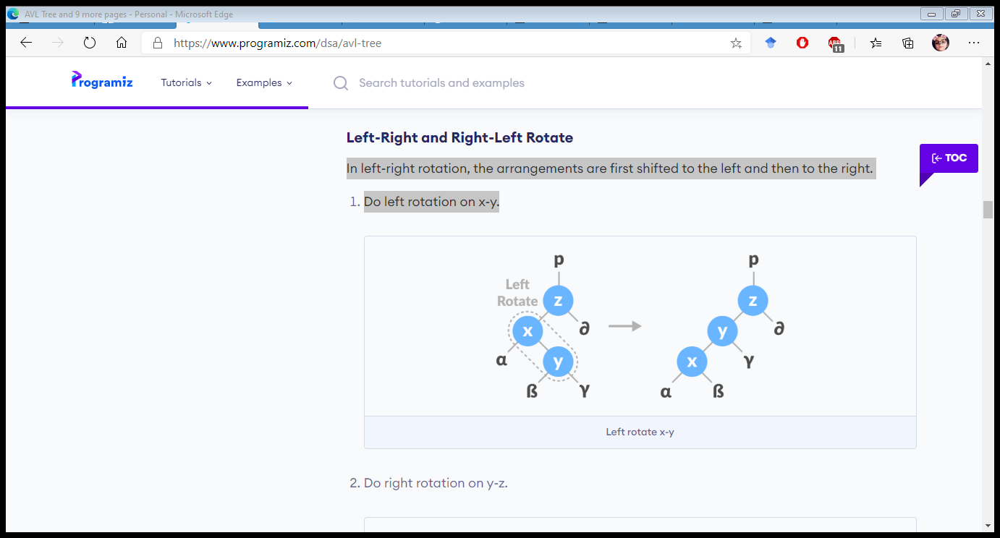 AVL Tree and 9 more pages - Personal - Microsoft Edge
https://www.programiz.com/dsa/avl-tree
ABP
11
Programiz
Tutorials
Examples
Search tutorials and examples
Left-Right and Right-Left Rotate
TOC
In left-right rotation, the arrangements are first shifted to the left and then to the right.
1. Do left rotation on x-y.
p
p
Left
Rotate
z
z
x
∂
y
∂
α
y
x
γ
ß
γ
α
ß
Left rotate x-y
2. Do right rotation on y-z.